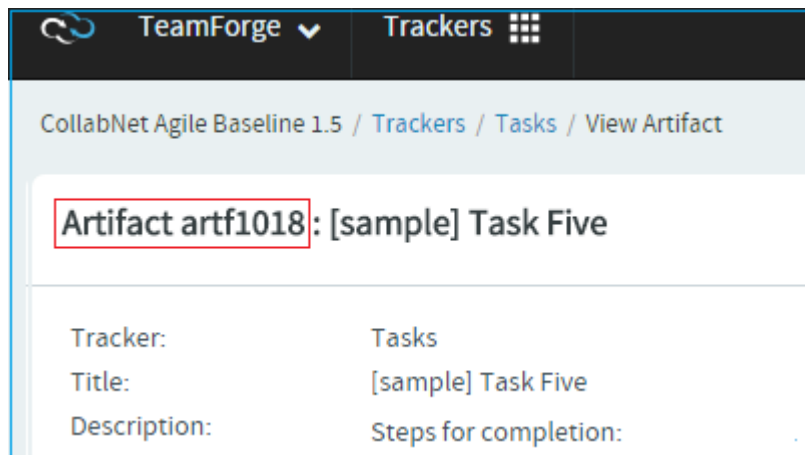 TeamForge Trackers
CollabNet Agile Baseline 1.5 / Trackers / Tasks / View Artifact
Artifact artf1018 : [sample] Task Five
Tracker: Tasks
Title: [sample] Task Five
Description: Steps for completion: